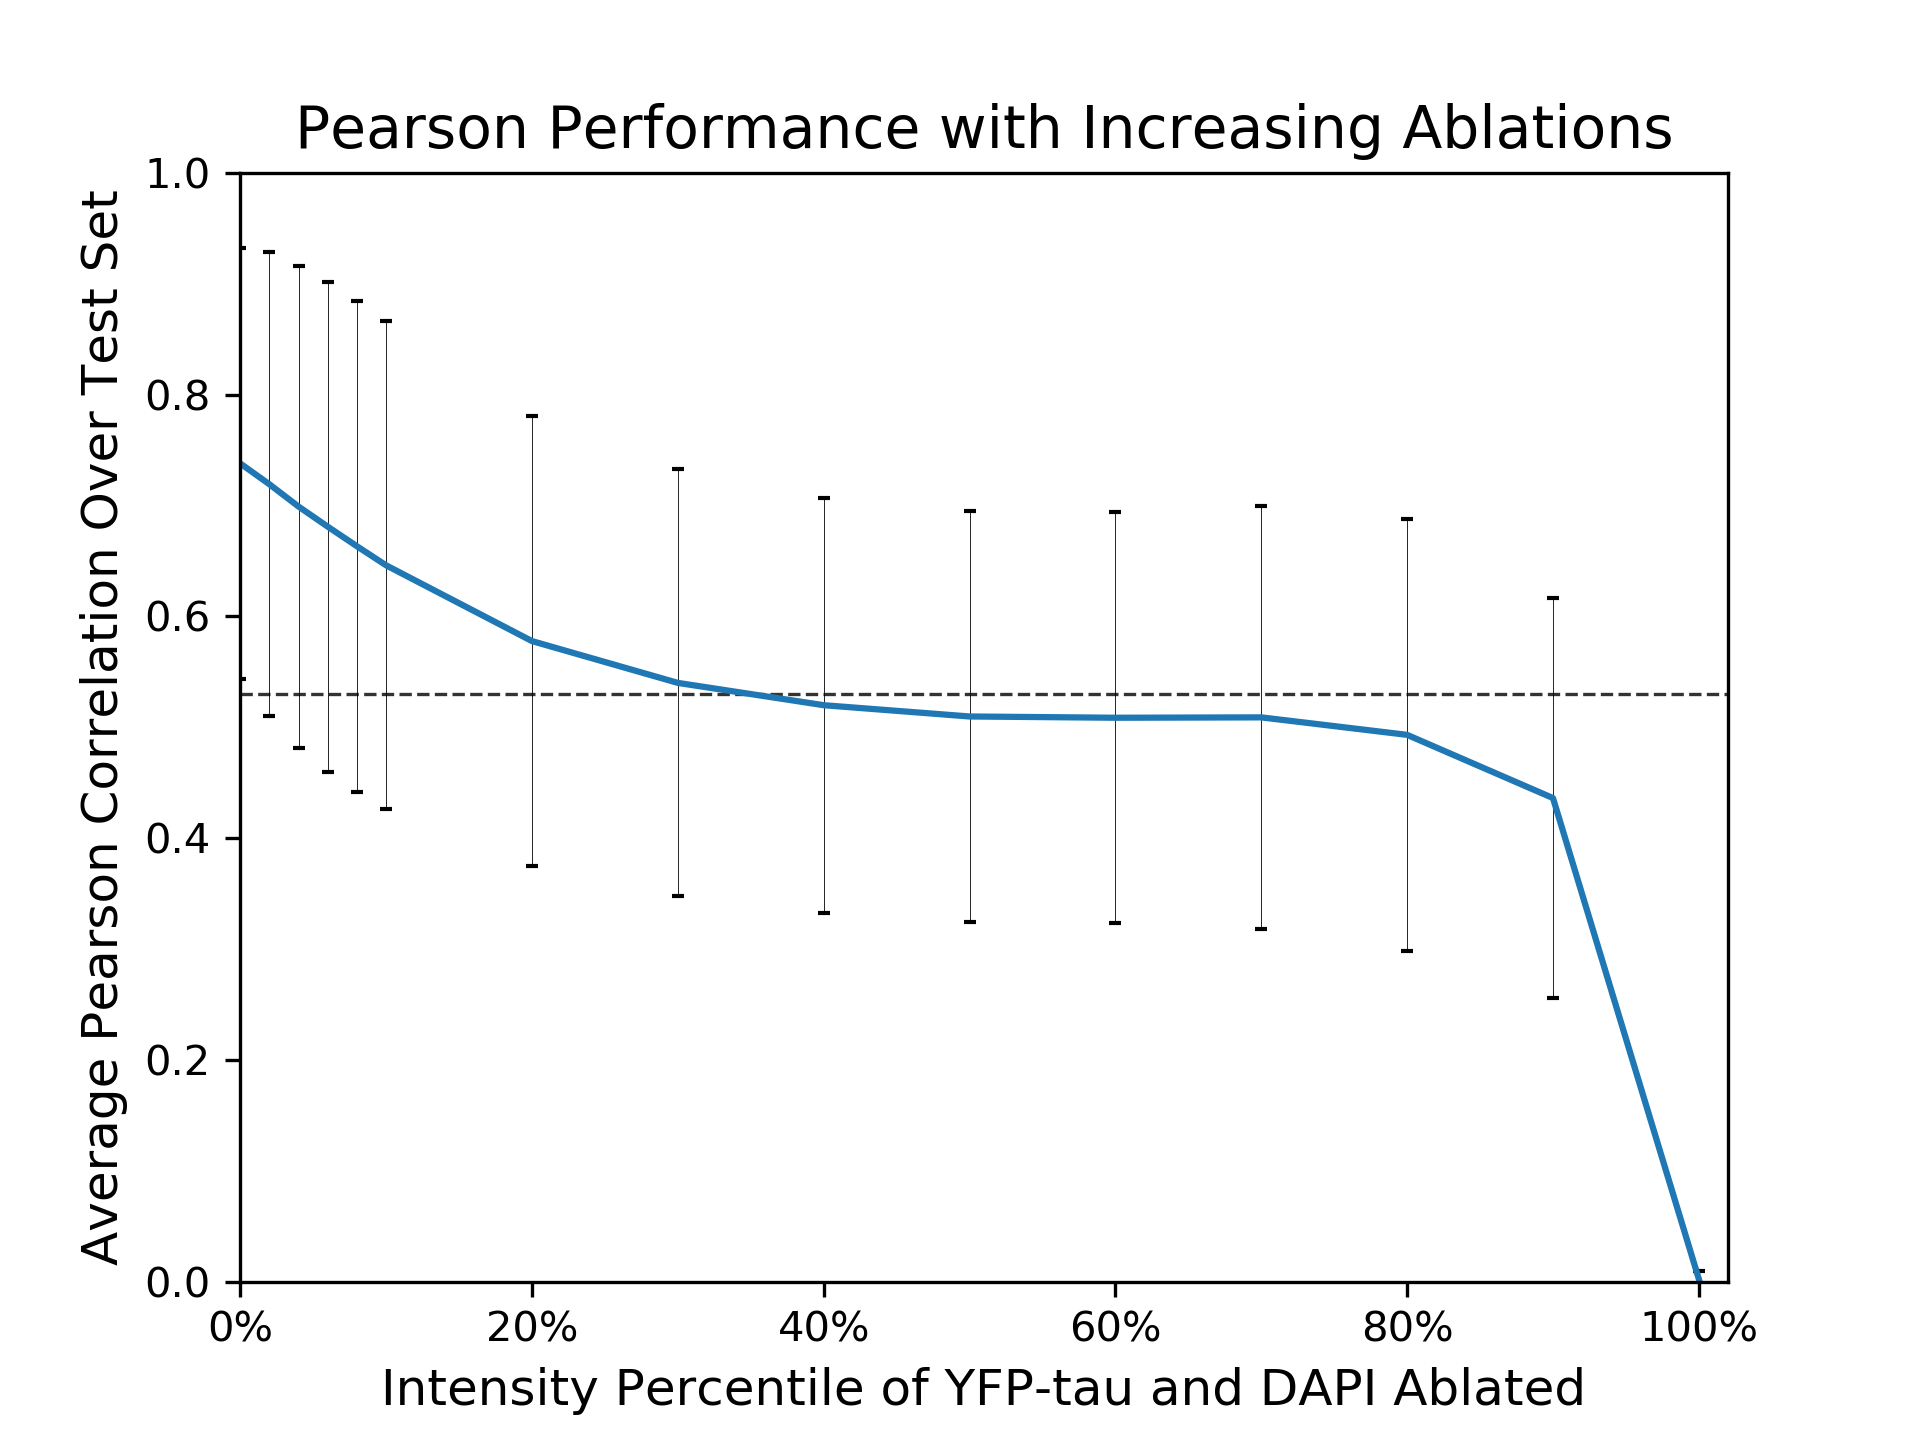 Pearson Performance with Increasing Ablations
Average Pearson Correlation Over Test Set
1.0
0.8
0.6
0.4
0.2
0.0
0% 20% 40% 60% 80% 100%
Intensity Percentile of YFP-tau and DAPI Ablated